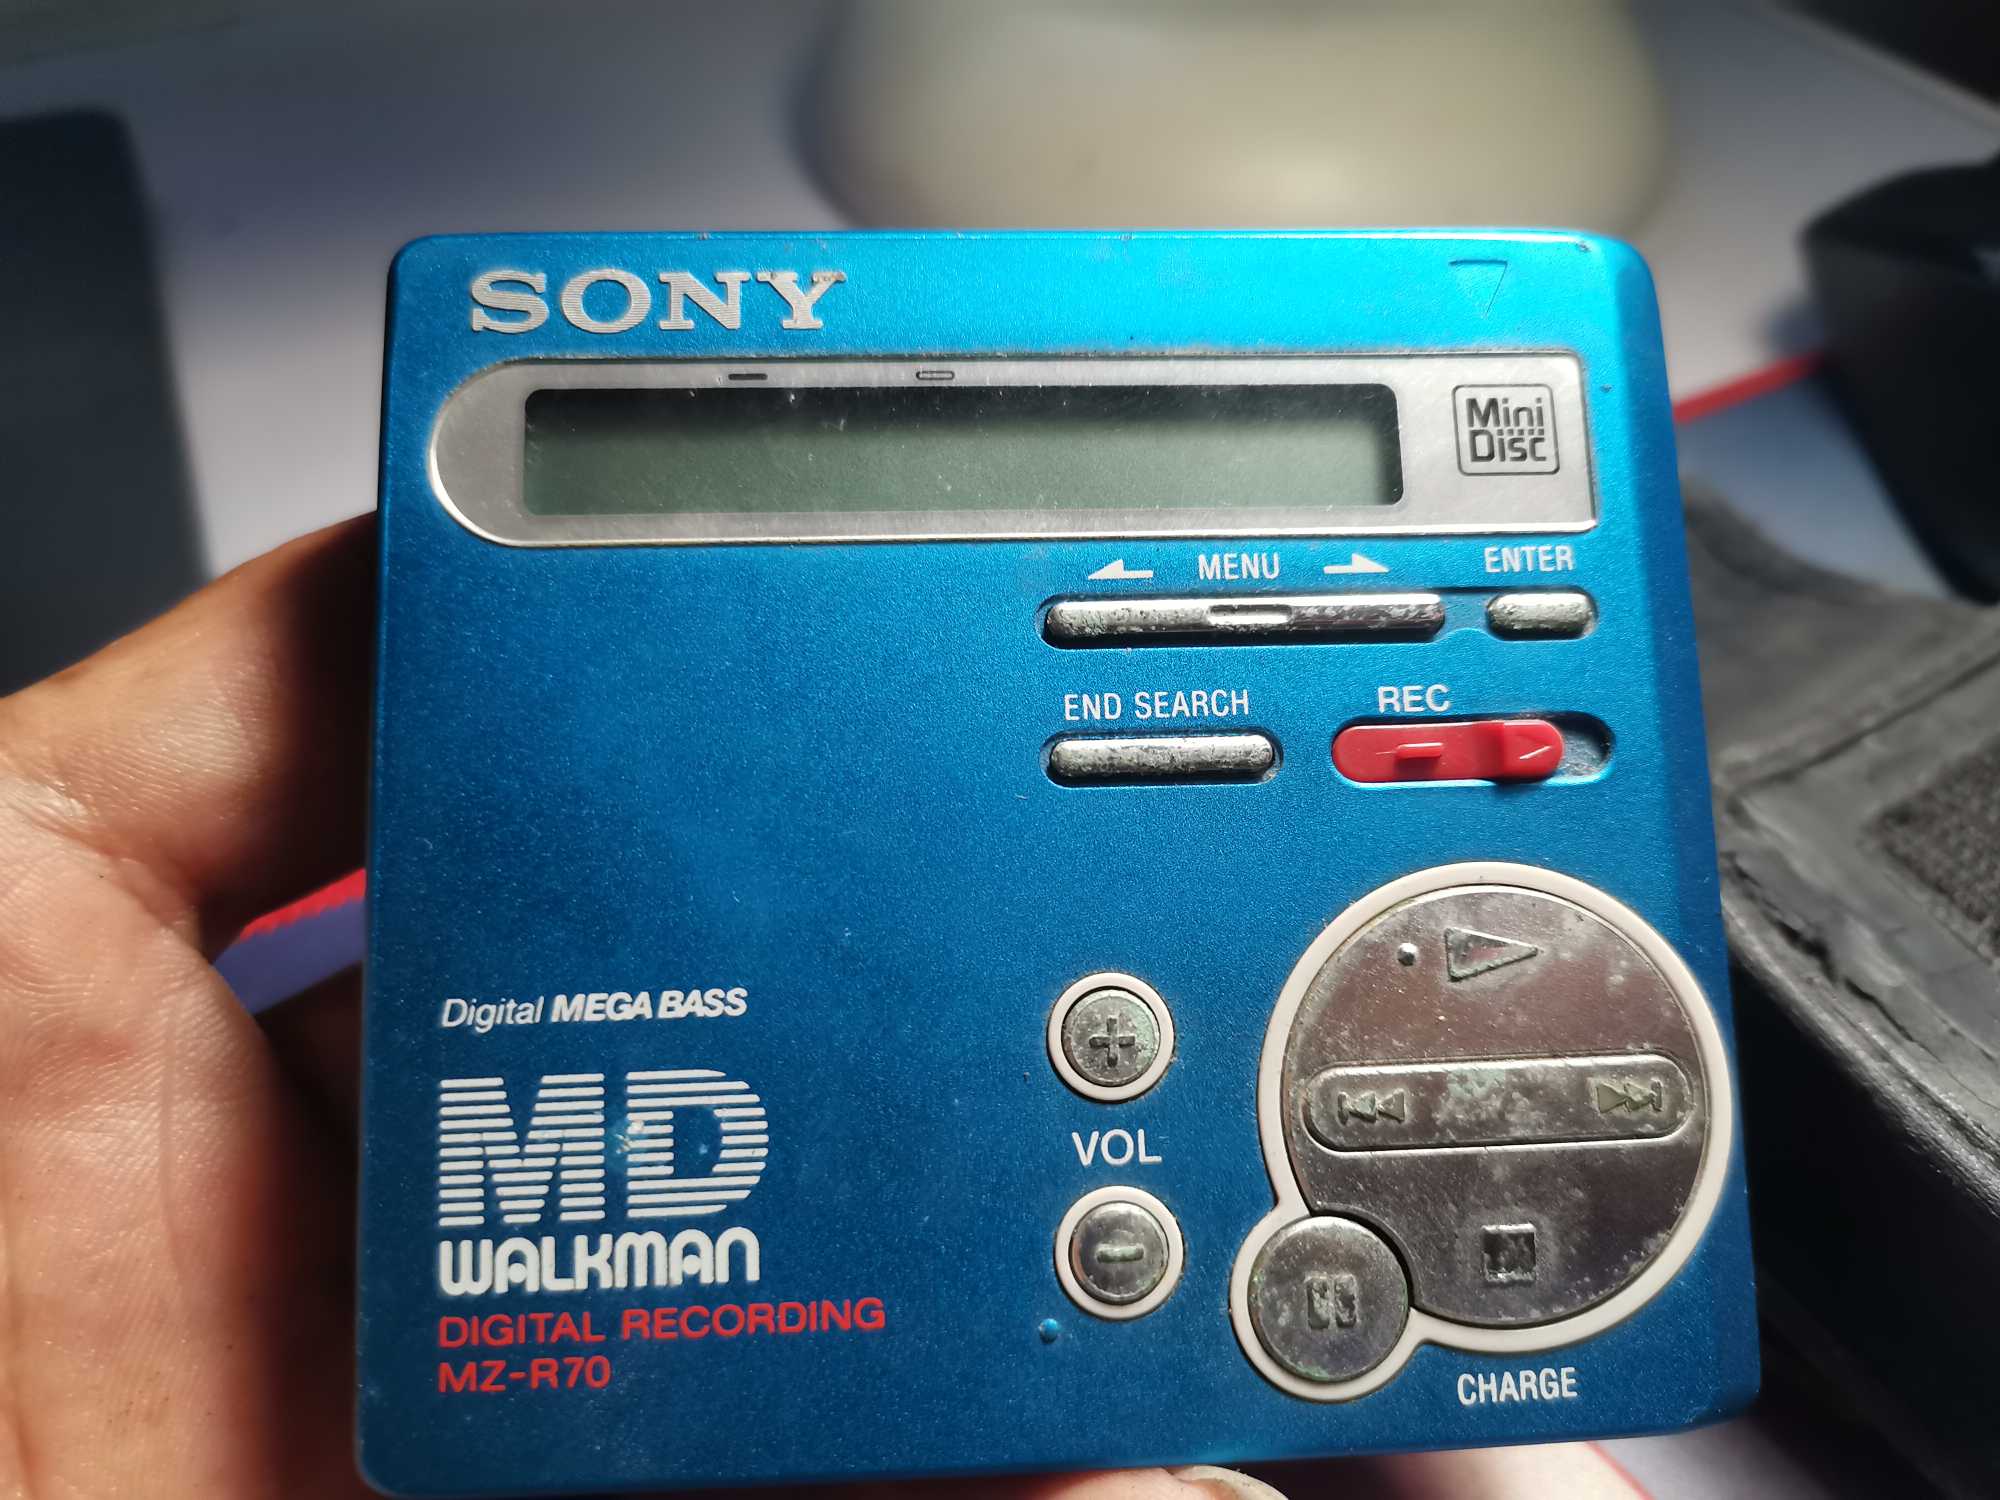 SONY
Mini
Disc
MENU
ENTER
END SEARCH
REC
Digital MEGA BASS
MD
WALKMAN
VOL
DIGITAL RECORDING
MZ-R70
CHARGE